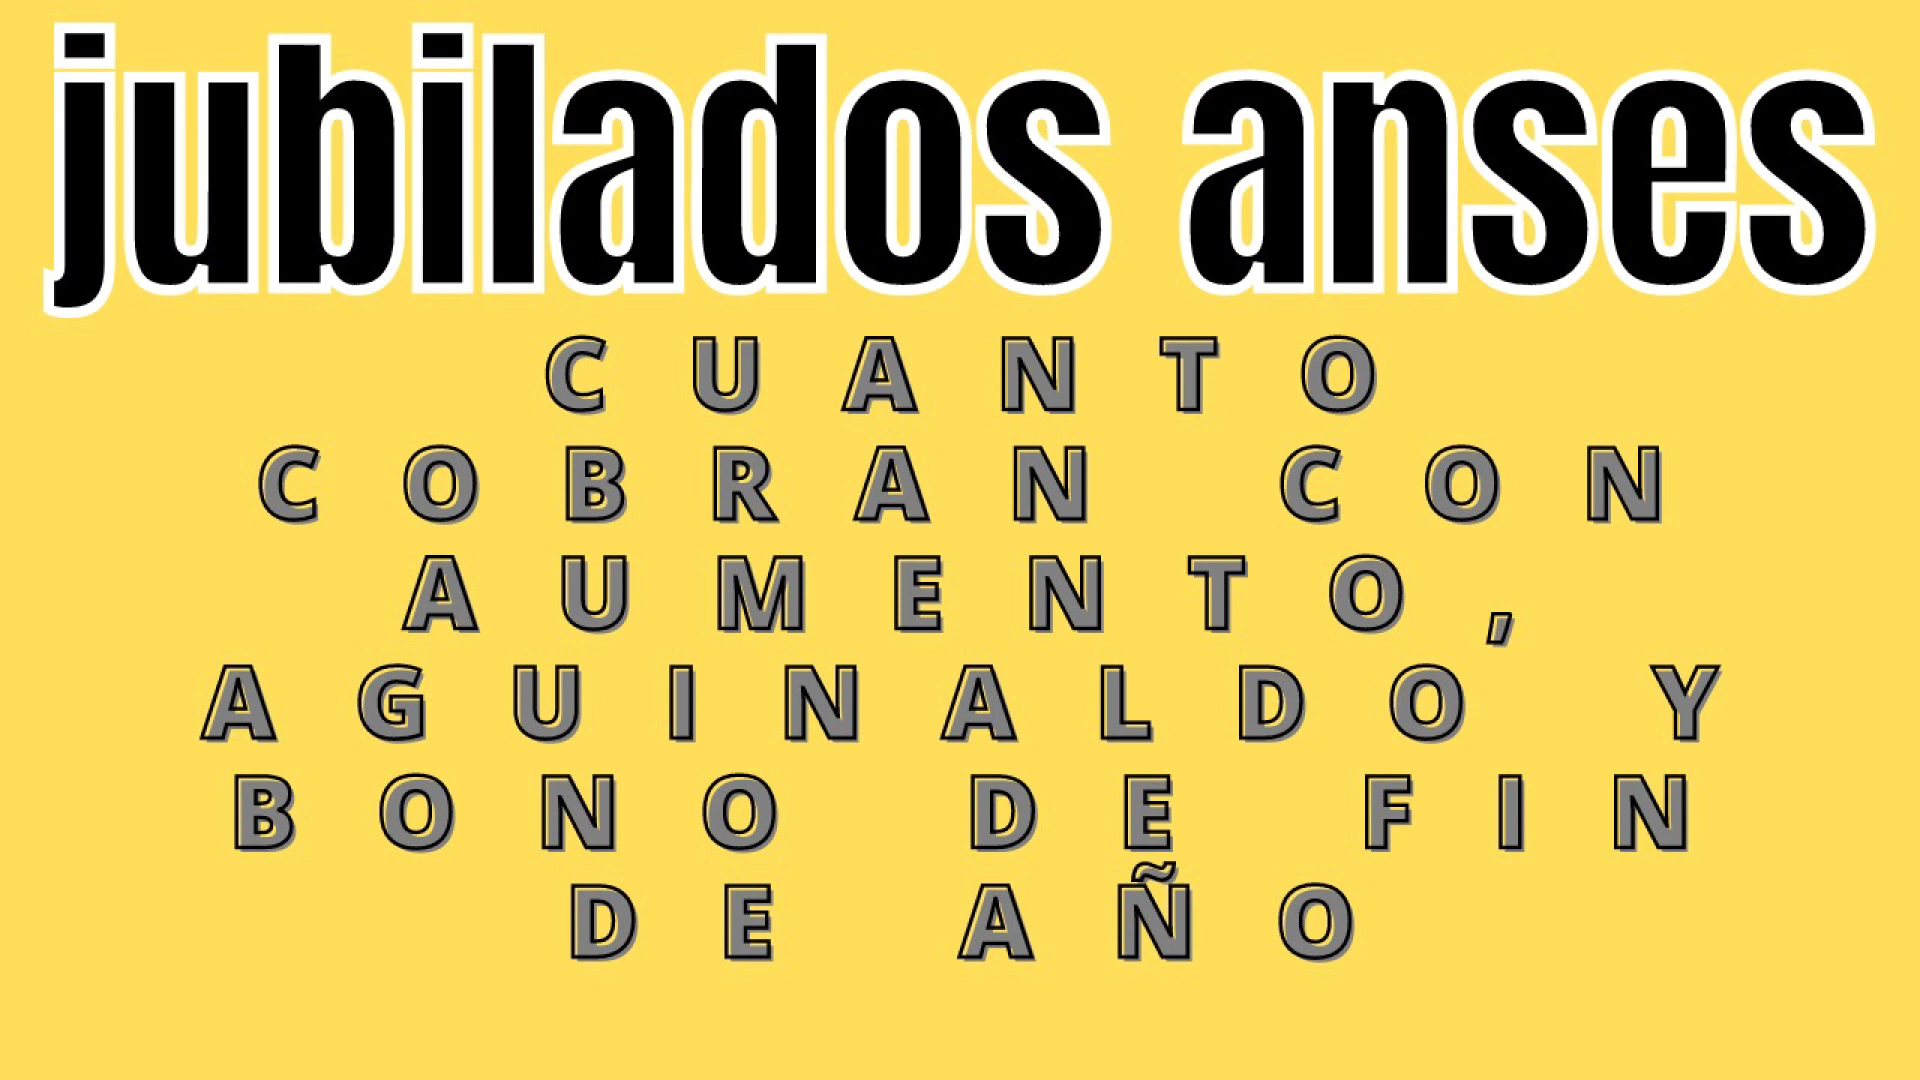 jubilados anses
CUANTO
COBRAN CON
AUMENTO,
AGUINALDO Y
BONO DE FIN
DE AÑO